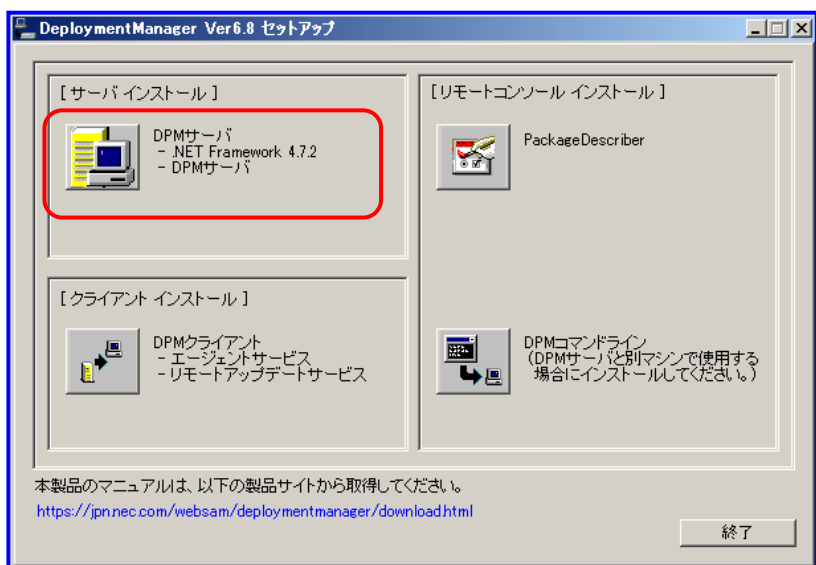 DeploymentManager Ver6.8 セットアップ
[サーバ インストール]
DPMサーバ
- .NET Framework 4.7.2
- DPMサーバ
[クライアント インストール]
DPMクライアント
- エージェントサービス
- リモートアップデートサービス
[リモートコンソール インストール]
PackageDescriber
DPMコマンドライン
(DPMサーバと別マシンで使用する
場合にインストールしてください。)
本製品のマニュアルは、以下の製品サイトから取得してください。
https://jpn.nec.com/websam/deploymentmanager/download.html
終了